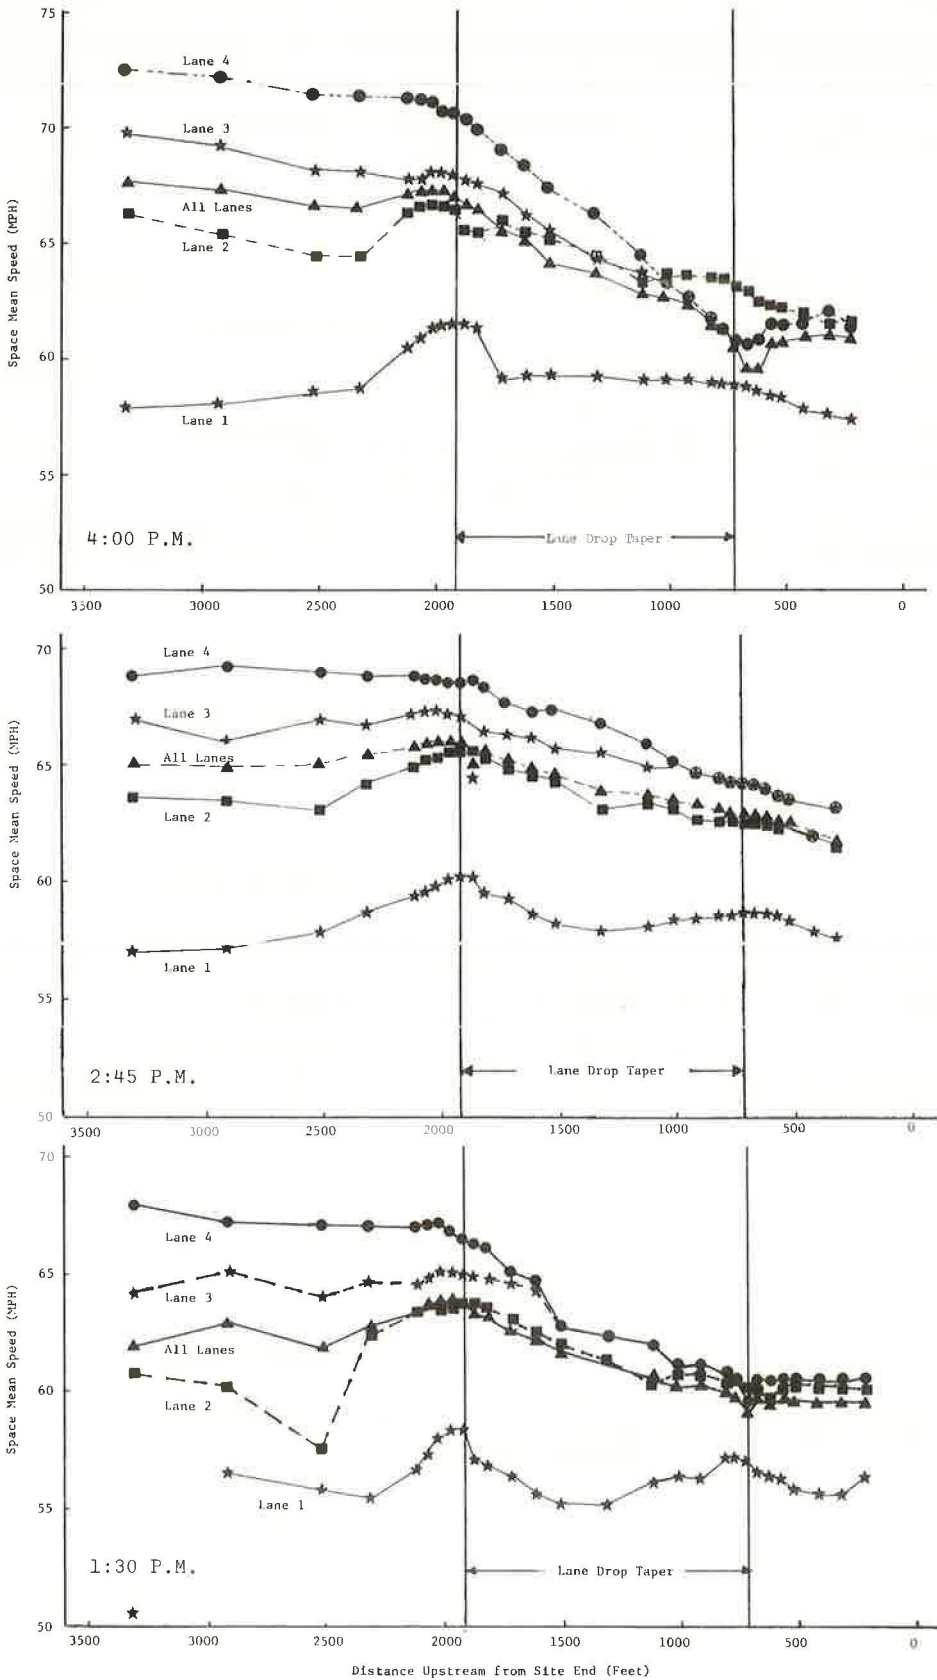 75
Lane 4
70
Lane 3
All Lanes
65
Lane 2
Space Mean Speed (MPH)
60
Lane 1
55
4:00 P.M.
Lane Drop Taper
50
3500 3000 2500 2000 1500 1000 500 0
70
Lane 4
Lane 3
65
All Lanes
Lane 2
Space Mean Speed (MPH)
60
Lane 1
55
2:45 P.M.
Lane Drop Taper
50
3500 3000 2500 2000 1500 1000 500 0
70
Lane 4
65
Lane 3
All Lanes
Space Mean Speed (MPH)
60
Lane 2
55
Lane 1
1:30 P.M.
Lane Drop Taper
50
3500 3000 2500 2000 1500 1000 500 0
Distance Upstream from Site End (Feet)